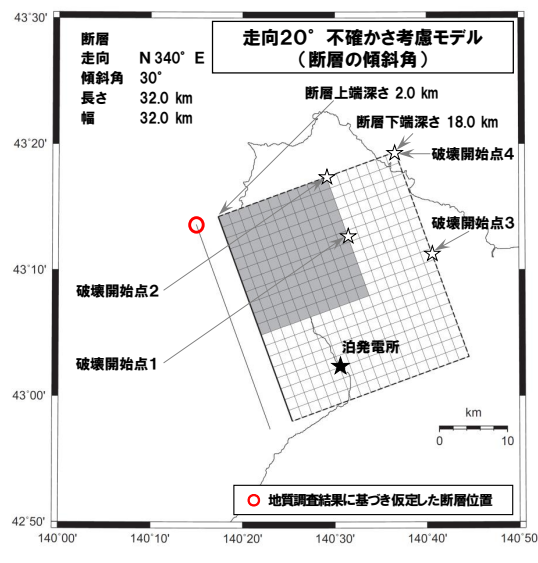 43°30'
断層
走向 N 340° E
傾斜角 30°
長さ 32.0 km
幅 32.0 km
走向20° 不確かさ考慮モデル
（断層の傾斜角）
断層上端深さ 2.0 km
断層下端深さ 18.0 km
43°20'
破壊開始点4
破壊開始点3
43°10'
破壊開始点2
破壊開始点1
泊発電所
43°00'
km
0 10
地質調査結果に基づき仮定した断層位置
42°50'
140°00' 140°10' 140°20' 140°30' 140°40' 140°50'